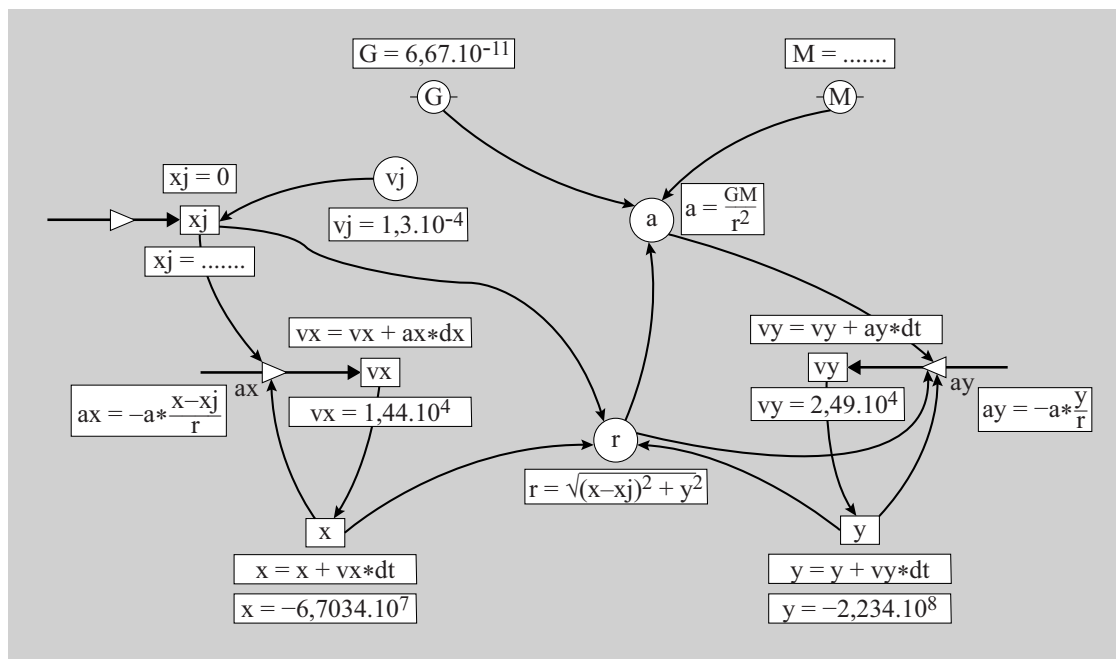 G = 6,67.10⁻¹¹
M = .......
G
M
xj = 0
vj
xj
vj = 1,3.10⁻⁴
a
a = GM/r²
xj = .......
vx = vx + ax*dx
vy = vy + ay*dt
ax
vx
vy
ay
ax = –a*(x–xj)/r
vx = 1,44.10⁴
vy = 2,49.10⁴
ay = –a*y/r
r
r = √(x–xj)² + y²
x
y
x = x + vx*dt
y = y + vy*dt
x = –6,7034.10⁷
y = –2,234.10⁸